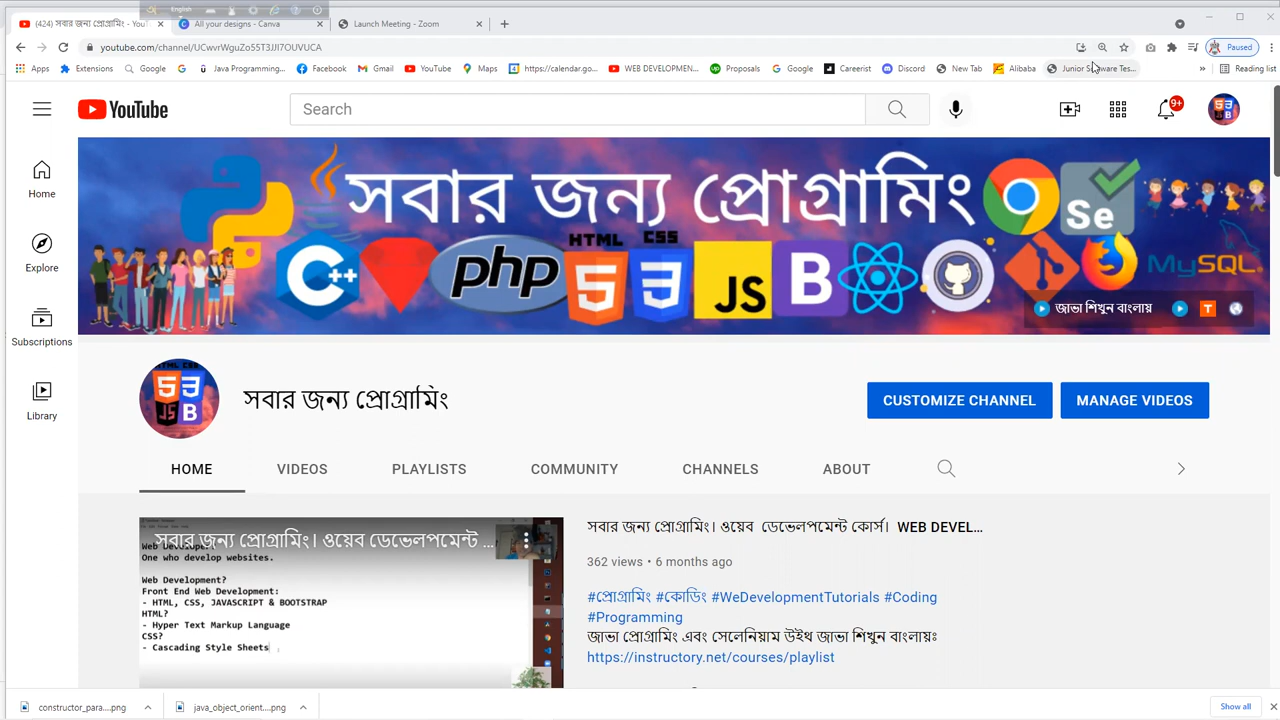 English
(424) সবার জন্য প্রোগ্রামিং - YouT
All your designs - Canva
Launch Meeting - Zoom
youtube.com/channel/UCwvrWguZo55T3JJI7OUVUCA
Paused
Apps
Extensions
Google
Java Programming...
Facebook
Gmail
YouTube
Maps
https://calendar.go...
WEB DEVELOPMEN...
Proposals
Google
Careerist
Discord
New Tab
Alibaba
Junior Software Tes...
»
Reading list
YouTube
Search
9+
Home
Explore
Subscriptions
Library
সবার জন্য প্রোগ্রামিং
Se
C++
php
HTML
5
CSS
3
JS
B
MySQL
জাভা শিখুন বাংলায়
T
সবার জন্য প্রোগ্রামিং
CUSTOMIZE CHANNEL
MANAGE VIDEOS
HOME
VIDEOS
PLAYLISTS
COMMUNITY
CHANNELS
ABOUT
সবার জন্য প্রোগ্রামিং। ওয়েব ডেভেলপমেন্ট ...
Web Developer?
One who develop websites.
Web Development?
Front End Web Development:
- HTML, CSS, JAVASCRIPT & BOOTSTRAP
HTML?
- Hyper Text Markup Language
CSS?
- Cascading Style Sheets
সবার জন্য প্রোগ্রামিং। ওয়েব ডেভেলপমেন্ট কোর্স। WEB DEVEL...
362 views • 6 months ago
#প্রোগ্রামিং #কোডিং #WeDevelopmentTutorials #Coding
#Programming
জাভা প্রোগ্রামিং এবং সেলেনিয়াম উইথ জাভা শিখুন বাংলায়ঃ
https://instructory.net/courses/playlist
constructor_para....png
java_object_orient....png
Show all